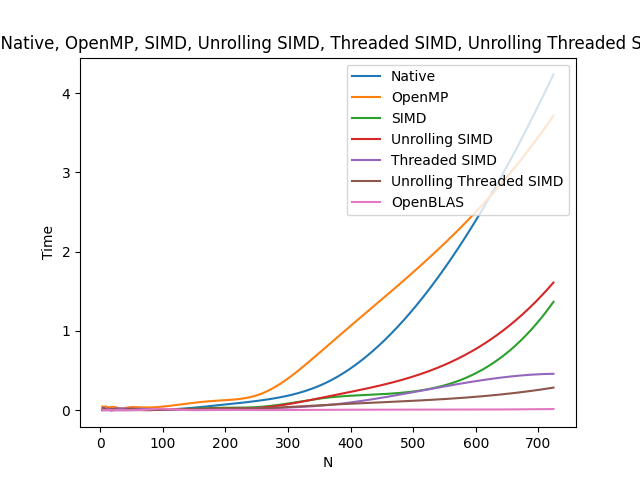 Native, OpenMP, SIMD, Unrolling SIMD, Threaded SIMD, Unrolling Threaded S
Native
OpenMP
SIMD
Unrolling SIMD
Threaded SIMD
Unrolling Threaded SIMD
OpenBLAS
Time
4
3
2
1
0
0 100 200 300 400 500 600 700
N